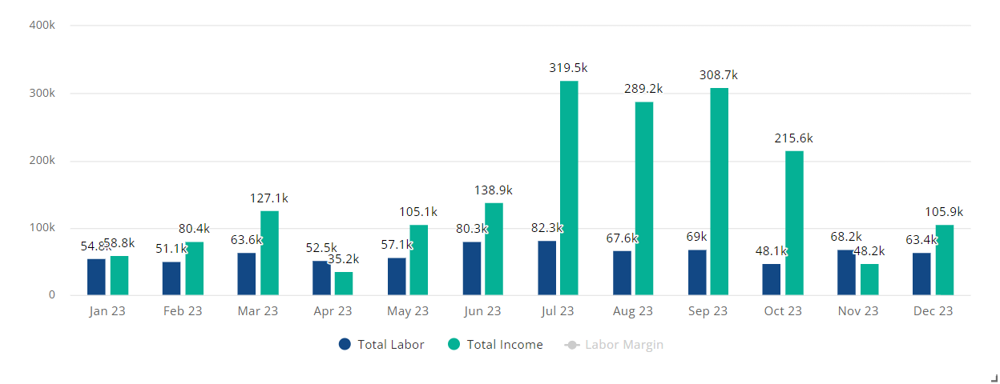 400k
300k
200k
100k
0
54.8k 58.8k
51.1k 80.4k
63.6k 127.1k
52.5k 35.2k
57.1k 105.1k
80.3k 138.9k
82.3k 319.5k
67.6k 289.2k
69k 308.7k
48.1k 215.6k
68.2k 48.2k
63.4k 105.9k
Jan 23 Feb 23 Mar 23 Apr 23 May 23 Jun 23 Jul 23 Aug 23 Sep 23 Oct 23 Nov 23 Dec 23
Total Labor Total Income Labor Margin